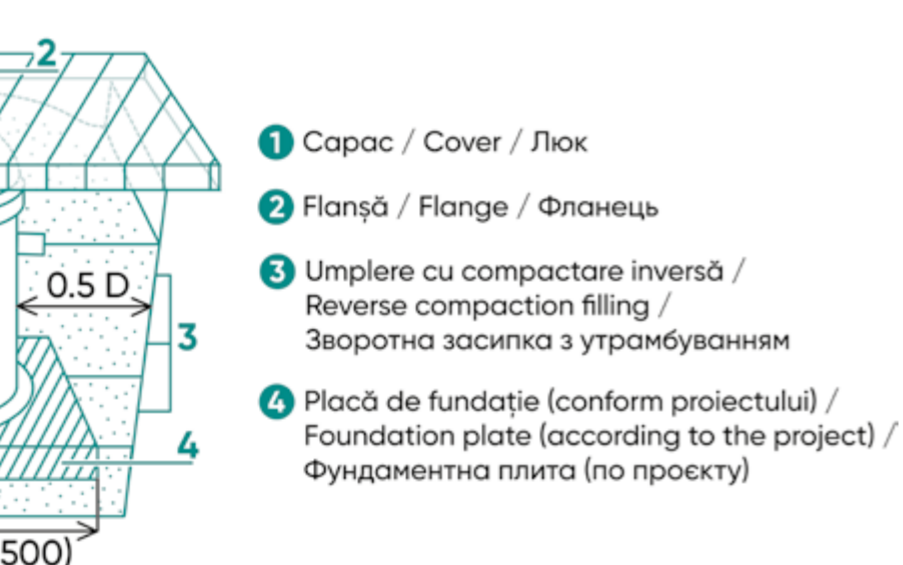 2
1 Capac / Cover / Люк
2 Flanșă / Flange / Фланець
3 Umplere cu compactare inversă /
Reverse compaction filling /
Зворотна засипка з утрамбуванням
0.5 D
3
4 Placă de fundație (conform proiectului) /
Foundation plate (according to the project) /
Фундаментна плита (по проєкту)
4
500)